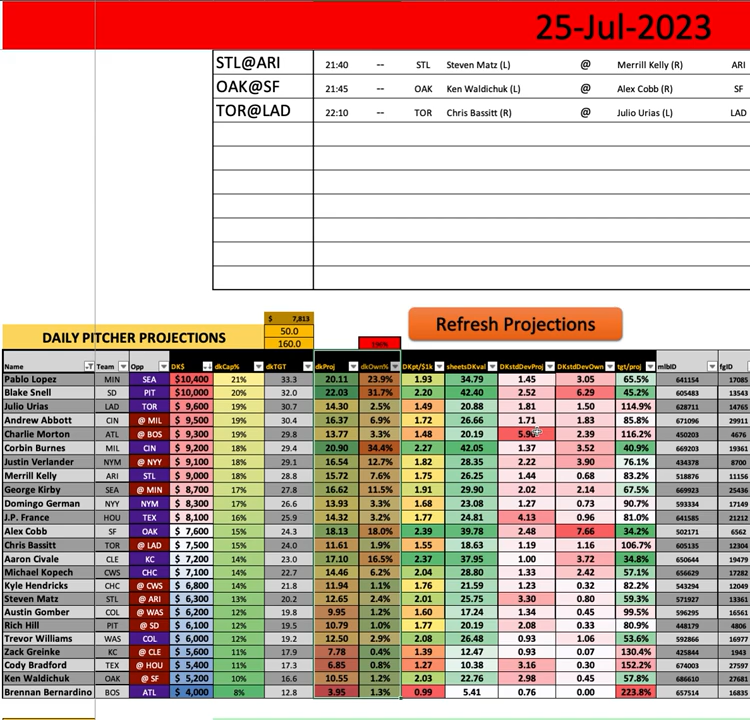 25-Jul-2023
STL@ARI 21:40 -- STL Steven Matz (L) @ Merrill Kelly (R) ARI
OAK@SF 21:45 -- OAK Ken Waldichuk (L) @ Alex Cobb (R) SF
TOR@LAD 22:10 -- TOR Chris Bassitt (R) @ Julio Urias (L) LAD
$ 7,813
Refresh Projections
DAILY PITCHER PROJECTIONS 50.0
160.0
Name Team Opp DK$ dkCap% dkTGT dkProj dkOwn% DKpt/$1k sheetsDKval DKstdDevProj DKstdDevOwn tgt/proj mlbID fgID
Pablo Lopez MIN SEA $10,400 21% 33.3 20.11 23.9% 1.93 34.79 1.45 3.05 65.5% 641154 17085
Blake Snell SD PIT $10,000 20% 32.0 22.03 31.7% 2.20 42.40 2.52 6.29 45.2% 605483 13543
Julio Urias LAD TOR $ 9,600 19% 30.7 14.30 2.5% 1.49 20.88 1.81 1.50 114.9% 628711 14765
Andrew Abbott CIN @ MIL $ 9,500 19% 30.4 16.37 6.9% 1.72 26.66 1.71 1.83 85.8% 671096 29911
Charlie Morton ATL @ BOS $ 9,300 19% 29.8 13.77 3.3% 1.48 20.19 2.39 116.2% 450203 4676
Corbin Burnes MIL CIN $ 9,200 18% 29.4 20.90 34.4% 2.27 42.05 1.37 3.52 40.9% 669203 19361
Justin Verlander NYM @ NYY $ 9,100 18% 29.1 16.54 12.7% 1.82 28.35 2.22 3.90 76.1% 434378 8700
Merrill Kelly ARI STL $ 9,000 18% 28.8 15.72 7.6% 1.75 26.25 1.44 0.68 83.2% 518876 11156
George Kirby SEA @ MIN $ 8,700 17% 27.8 16.62 11.5% 1.91 29.90 2.02 2.14 67.5% 669923 25436
Domingo German NYY NYM $ 8,300 17% 26.6 13.93 3.3% 1.68 23.08 1.27 0.73 90.7% 593334 17149
J.P. France HOU TEX $ 8,100 16% 25.9 14.32 3.2% 1.77 24.81 4.13 0.96 81.0% 641585 21212
Alex Cobb SF OAK $ 7,600 15% 24.3 18.13 18.0% 2.39 39.78 2.48 7.66 34.2% 502171 6562
Chris Bassitt TOR @ LAD $ 7,500 15% 24.0 11.61 1.9% 1.55 18.63 1.19 1.16 106.7% 605135 12304
Aaron Civale CLE KC $ 7,200 14% 23.0 17.10 16.5% 2.37 37.95 1.00 3.72 34.8% 650644 19479
Michael Kopech CWS CHC $ 7,100 14% 22.7 14.46 6.2% 2.04 28.80 1.33 2.42 57.1% 656629 17282
Kyle Hendricks CHC @ CWS $ 6,800 14% 21.8 11.94 1.1% 1.76 21.59 1.23 0.32 82.2% 543294 12049
Steven Matz STL @ ARI $ 6,300 13% 20.2 12.65 2.4% 2.01 25.75 3.30 0.80 59.3% 571927 13361
Austin Gomber COL @ WAS $ 6,200 12% 19.8 9.95 1.2% 1.60 17.24 1.34 0.45 99.5% 596295 16561
Rich Hill PIT @ SD $ 6,100 12% 19.5 10.79 1.0% 1.77 20.19 2.08 0.33 80.9% 448179 4806
Trevor Williams WAS COL $ 6,000 12% 19.2 12.50 2.9% 2.08 26.48 0.93 1.06 53.6% 592866 16977
Zack Greinke KC @ CLE $ 5,600 11% 17.9 7.78 0.4% 1.39 12.47 0.93 0.07 130.4% 425844 1943
Cody Bradford TEX @ HOU $ 5,400 11% 17.3 6.85 0.8% 1.27 10.38 3.16 0.30 152.2% 674003 27597
Ken Waldichuk OAK @ SF $ 5,200 10% 16.6 10.55 1.2% 2.03 22.76 2.98 0.45 57.8% 686610 27681
Brennan Bernardino BOS ATL $ 4,000 8% 12.8 3.95 1.3% 0.99 5.41 0.76 0.00 223.8% 657514 16835